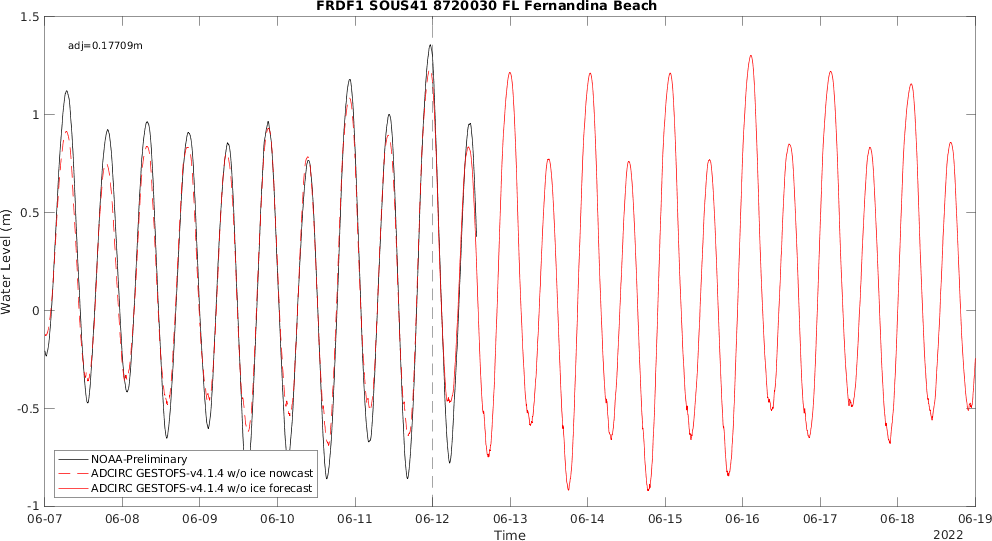 FRDF1 SOUS41 8720030 FL Fernandina Beach
1.5
adj=0.17709m
1
0.5
Water Level (m)
0
-0.5
NOAA-Preliminary
ADCIRC GESTOFS-v4.1.4 w/o ice nowcast
ADCIRC GESTOFS-v4.1.4 w/o ice forecast
-1
06-07 06-08 06-09 06-10 06-11 06-12 06-13 06-14 06-15 06-16 06-17 06-18 06-19
Time
2022